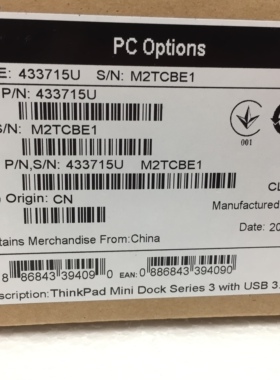 PC Options
E: 433715U S/N: M2TCBE1
P/N: 433715U
S/N: M2TCBE1
001
P/N,S/N: 433715U M2TCBE1
CL
Origin: CN
Manufactured
Date: 20
tains Merchandise From:China
8 86843 39409 0 EAN: 0 886843 394090
scription:ThinkPad Mini Dock Series 3 with USB 3.